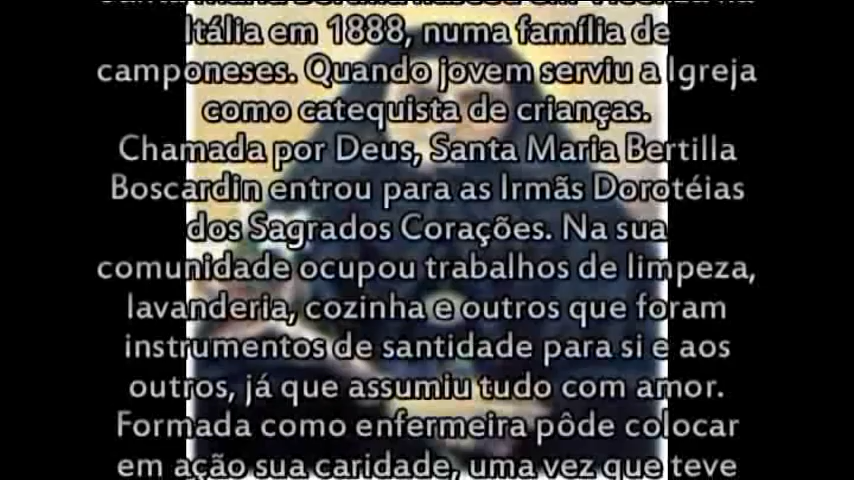 Itália em 1888, numa família de
camponeses. Quando jovem serviu a Igreja
como catequista de crianças.
Chamada por Deus, Santa Maria Bertilla
Boscardin entrou para as Irmãs Dorotéias
dos Sagrados Corações. Na sua
comunidade ocupou trabalhos de limpeza,
lavanderia, cozinha e outros que foram
instrumentos de santidade para si e aos
outros, já que assumiu tudo com amor.
Formada como enfermeira pôde colocar
em ação sua caridade, uma vez que teve